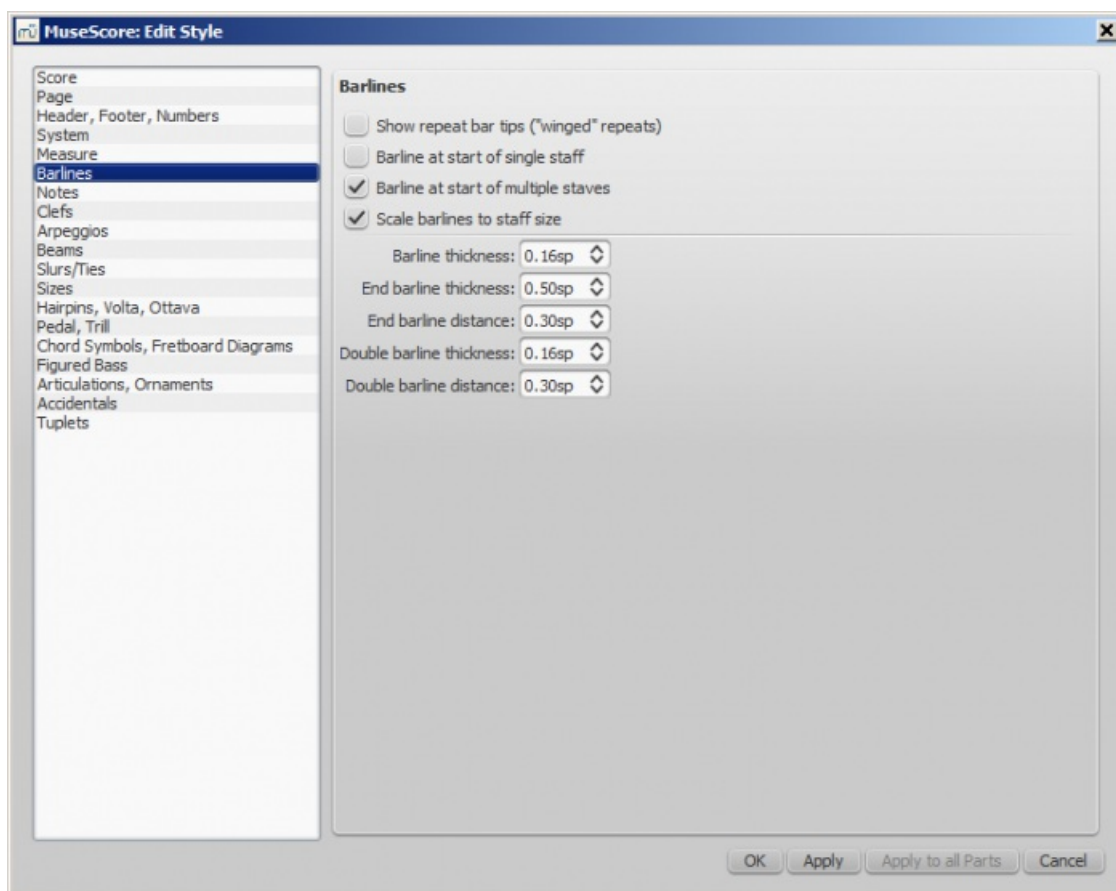 MuseScore: Edit Style
Score
Page
Header, Footer, Numbers
System
Measure
Barlines
Notes
Clefs
Arpeggios
Beams
Slurs/Ties
Sizes
Hairpins, Volta, Ottava
Pedal, Trill
Chord Symbols, Fretboard Diagrams
Figured Bass
Articulations, Ornaments
Accidentals
Tuplets
Barlines
Show repeat bar tips ("winged" repeats)
Barline at start of single staff
Barline at start of multiple staves
Scale barlines to staff size
Barline thickness: 0.16sp
End barline thickness: 0.50sp
End barline distance: 0.30sp
Double barline thickness: 0.16sp
Double barline distance: 0.30sp
OK Apply Apply to all Parts Cancel